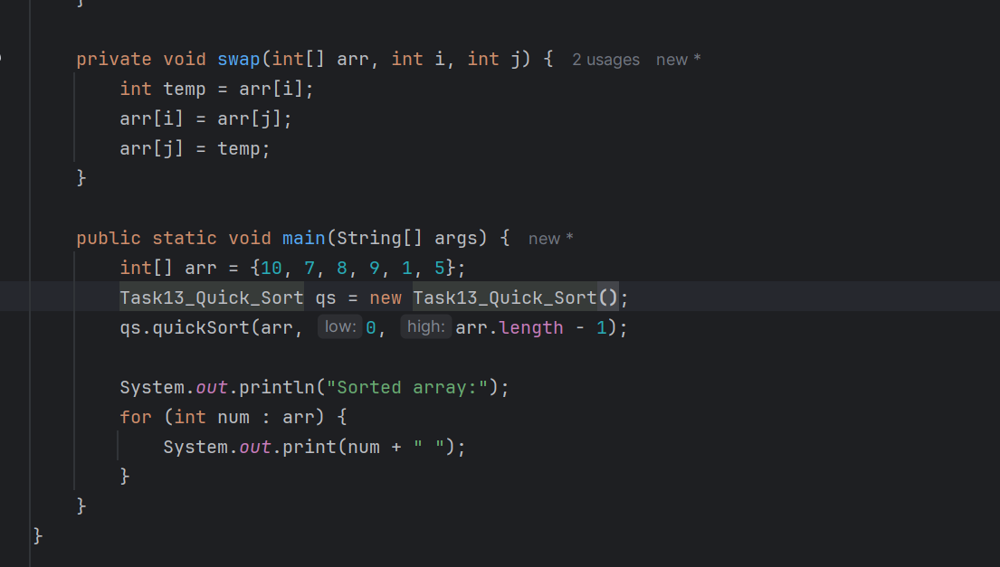 }
private void swap(int[] arr, int i, int j) { 2 usages new *
int temp = arr[i];
arr[i] = arr[j];
arr[j] = temp;
}
public static void main(String[] args) { new *
int[] arr = {10, 7, 8, 9, 1, 5};
Task13_Quick_Sort qs = new Task13_Quick_Sort();
qs.quickSort(arr, low: 0, high: arr.length - 1);
System.out.println("Sorted array:");
for (int num : arr) {
System.out.print(num + " ");
}
}
}